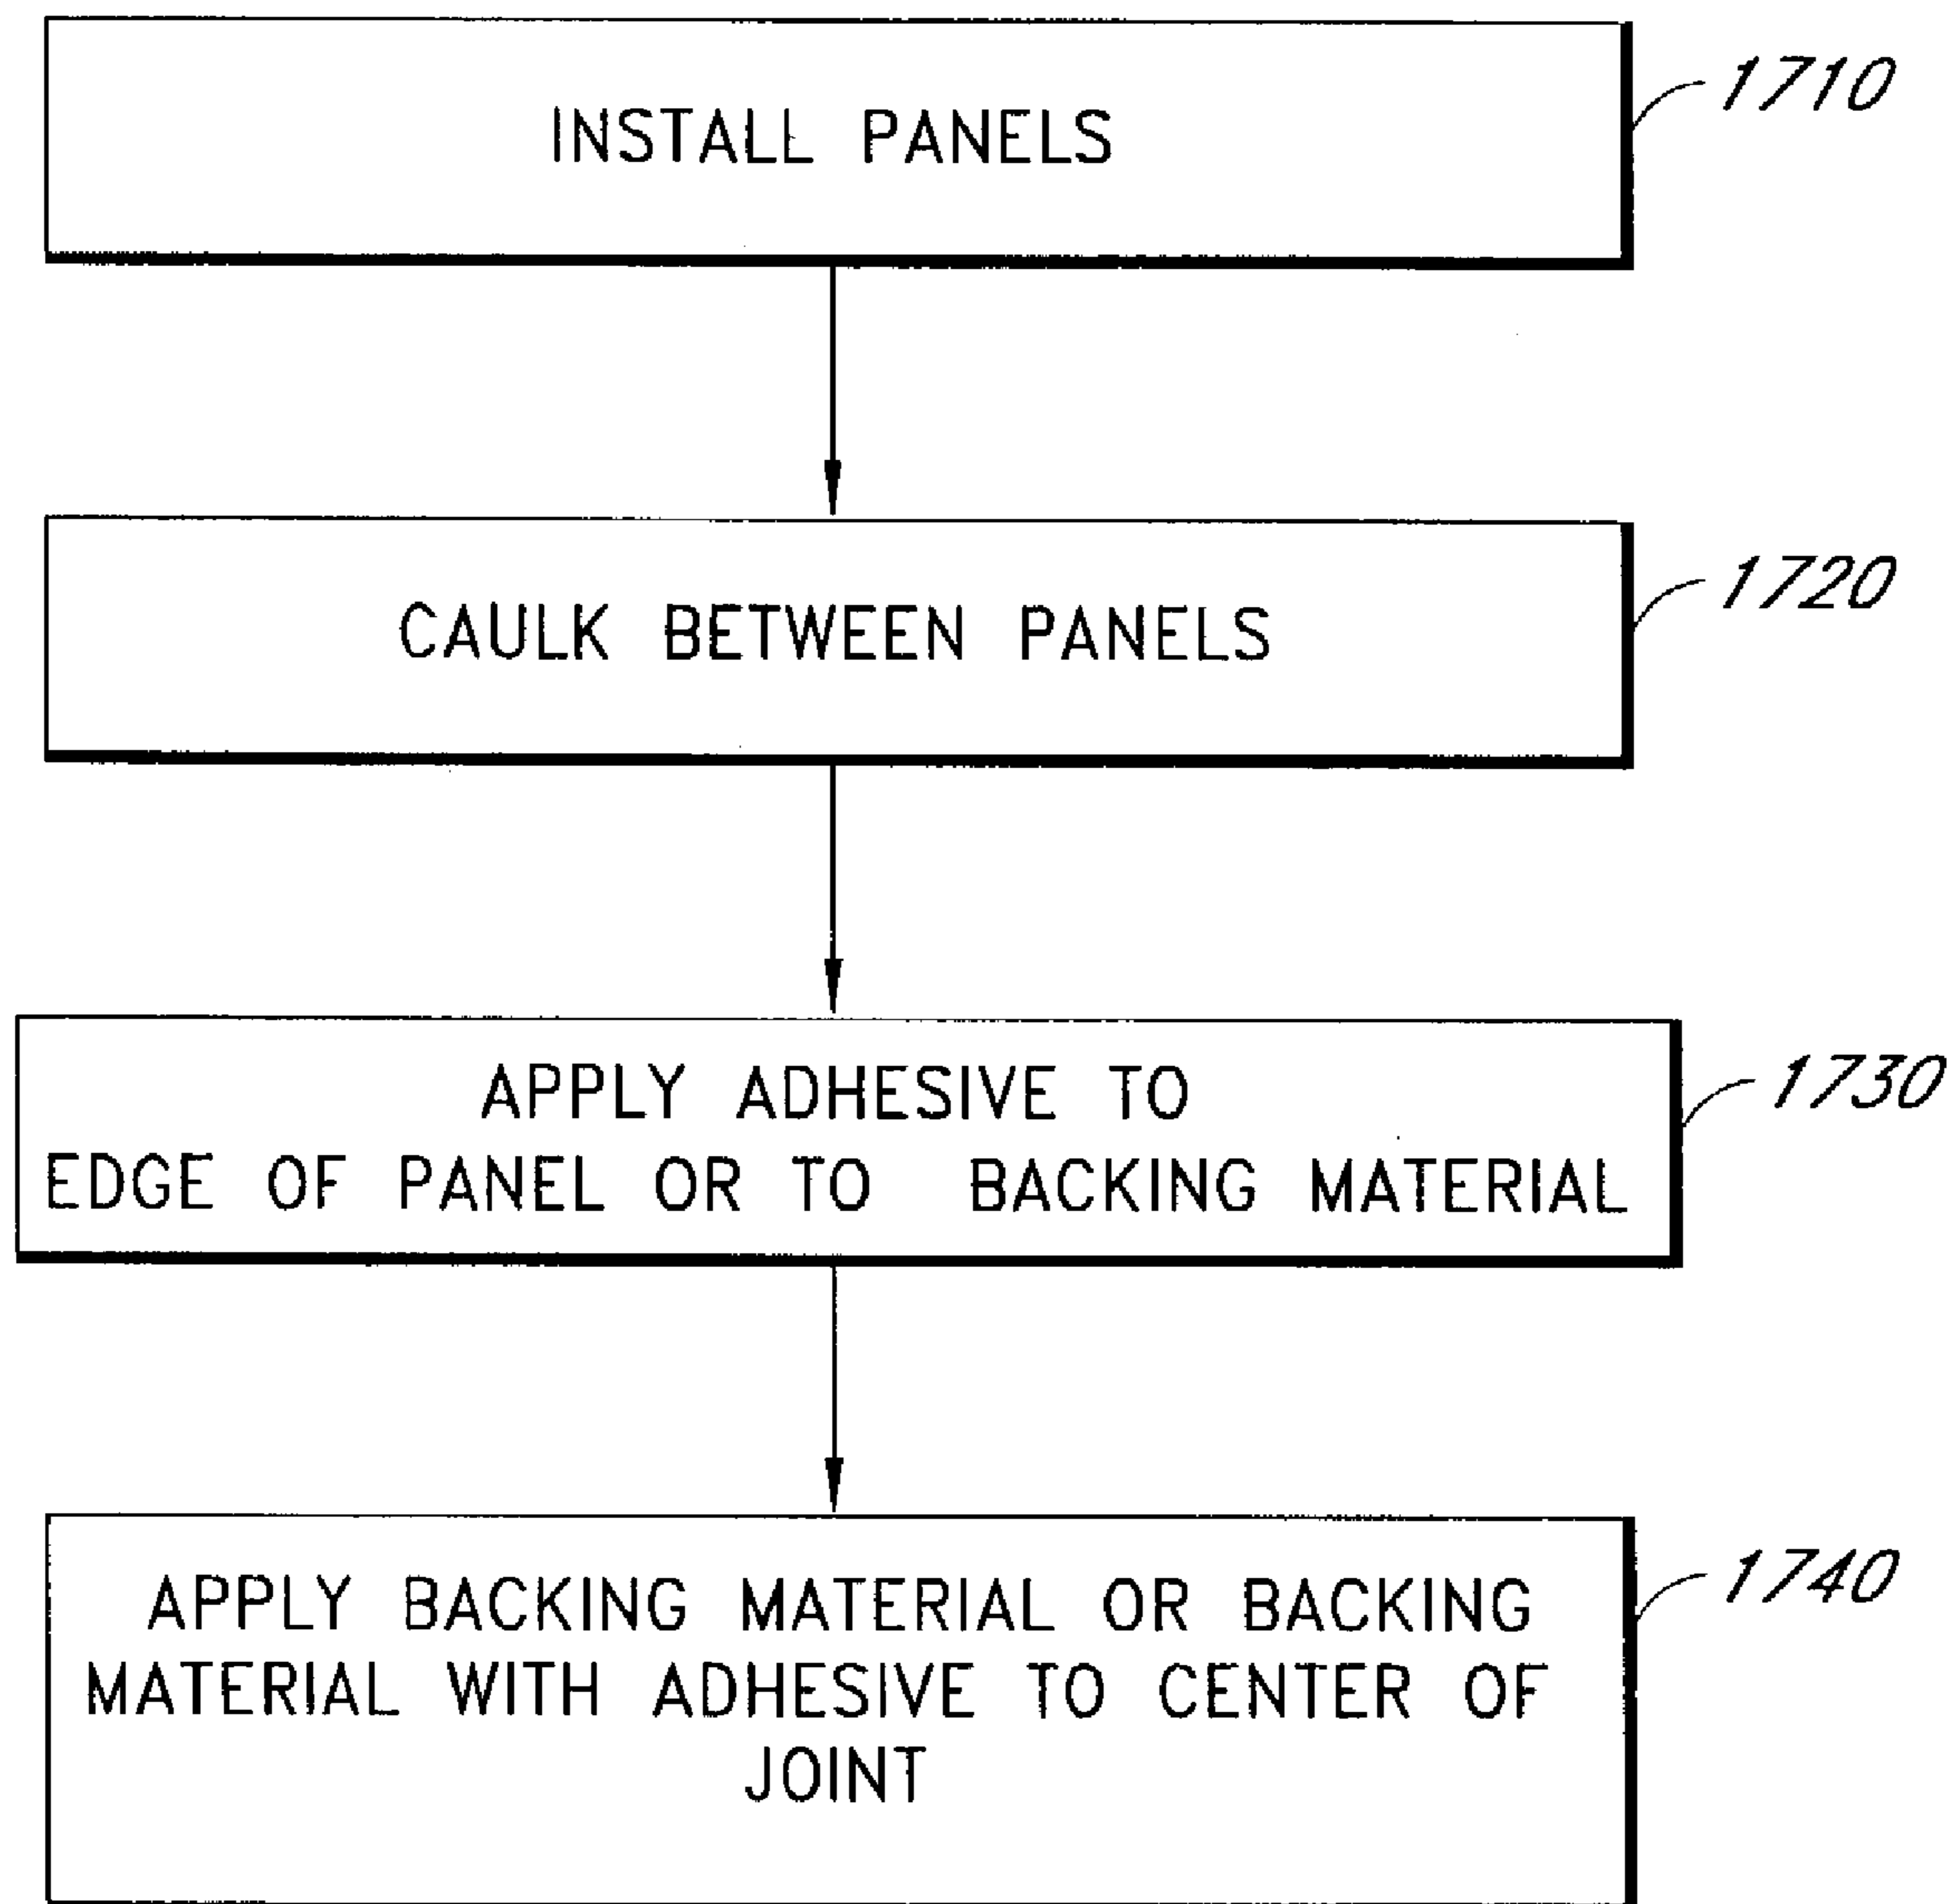 INSTALL PANELS
1710
CAULK BETWEEN PANELS
1720
APPLY ADHESIVE TO
EDGE OF PANEL OR TO BACKING MATERIAL
1730
APPLY BACKING MATERIAL OR BACKING
MATERIAL WITH ADHESIVE TO CENTER OF
JOINT
1740